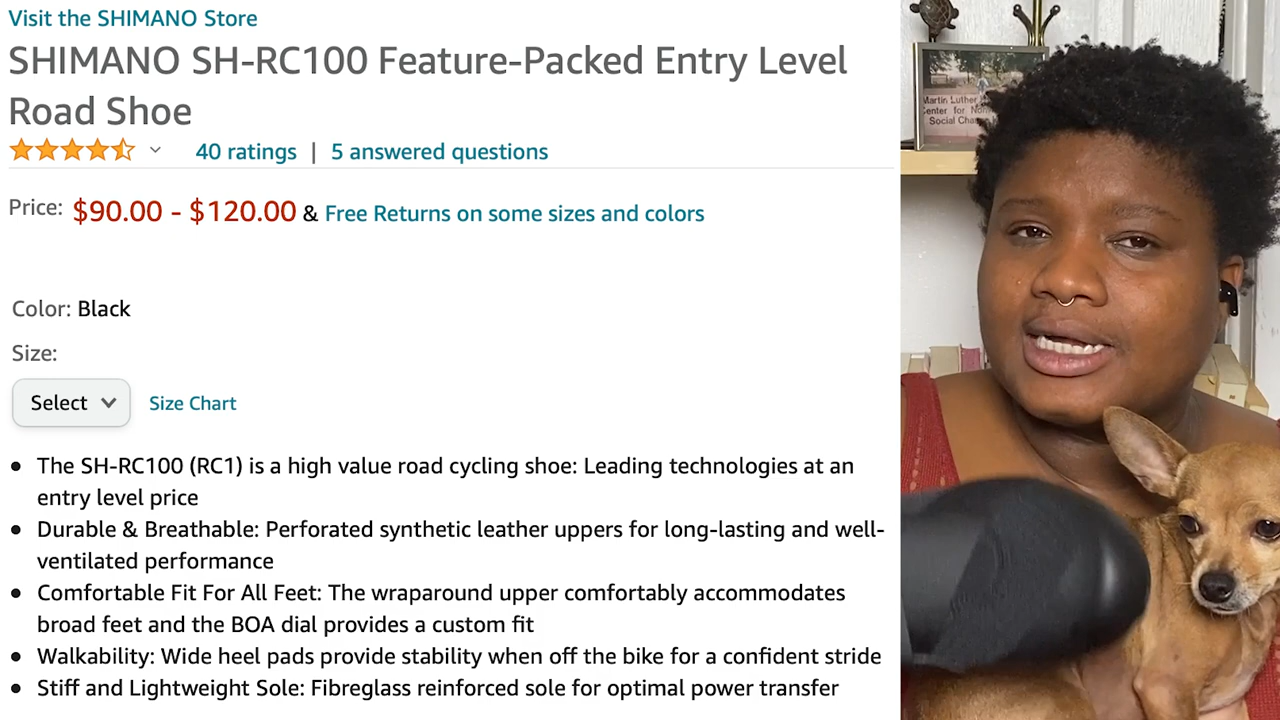 Visit the SHIMANO Store
SHIMANO SH-RC100 Feature-Packed Entry Level
Road Shoe
40 ratings | 5 answered questions
Price: $90.00 - $120.00 & Free Returns on some sizes and colors
Color: Black
Size:
Select
Size Chart
The SH-RC100 (RC1) is a high value road cycling shoe: Leading technologies at an
entry level price
Durable & Breathable: Perforated synthetic leather uppers for long-lasting and well-
ventilated performance
Comfortable Fit For All Feet: The wraparound upper comfortably accommodates
broad feet and the BOA dial provides a custom fit
Walkability: Wide heel pads provide stability when off the bike for a confident stride
Stiff and Lightweight Sole: Fibreglass reinforced sole for optimal power transfer
Martin Luther
Center for
Social